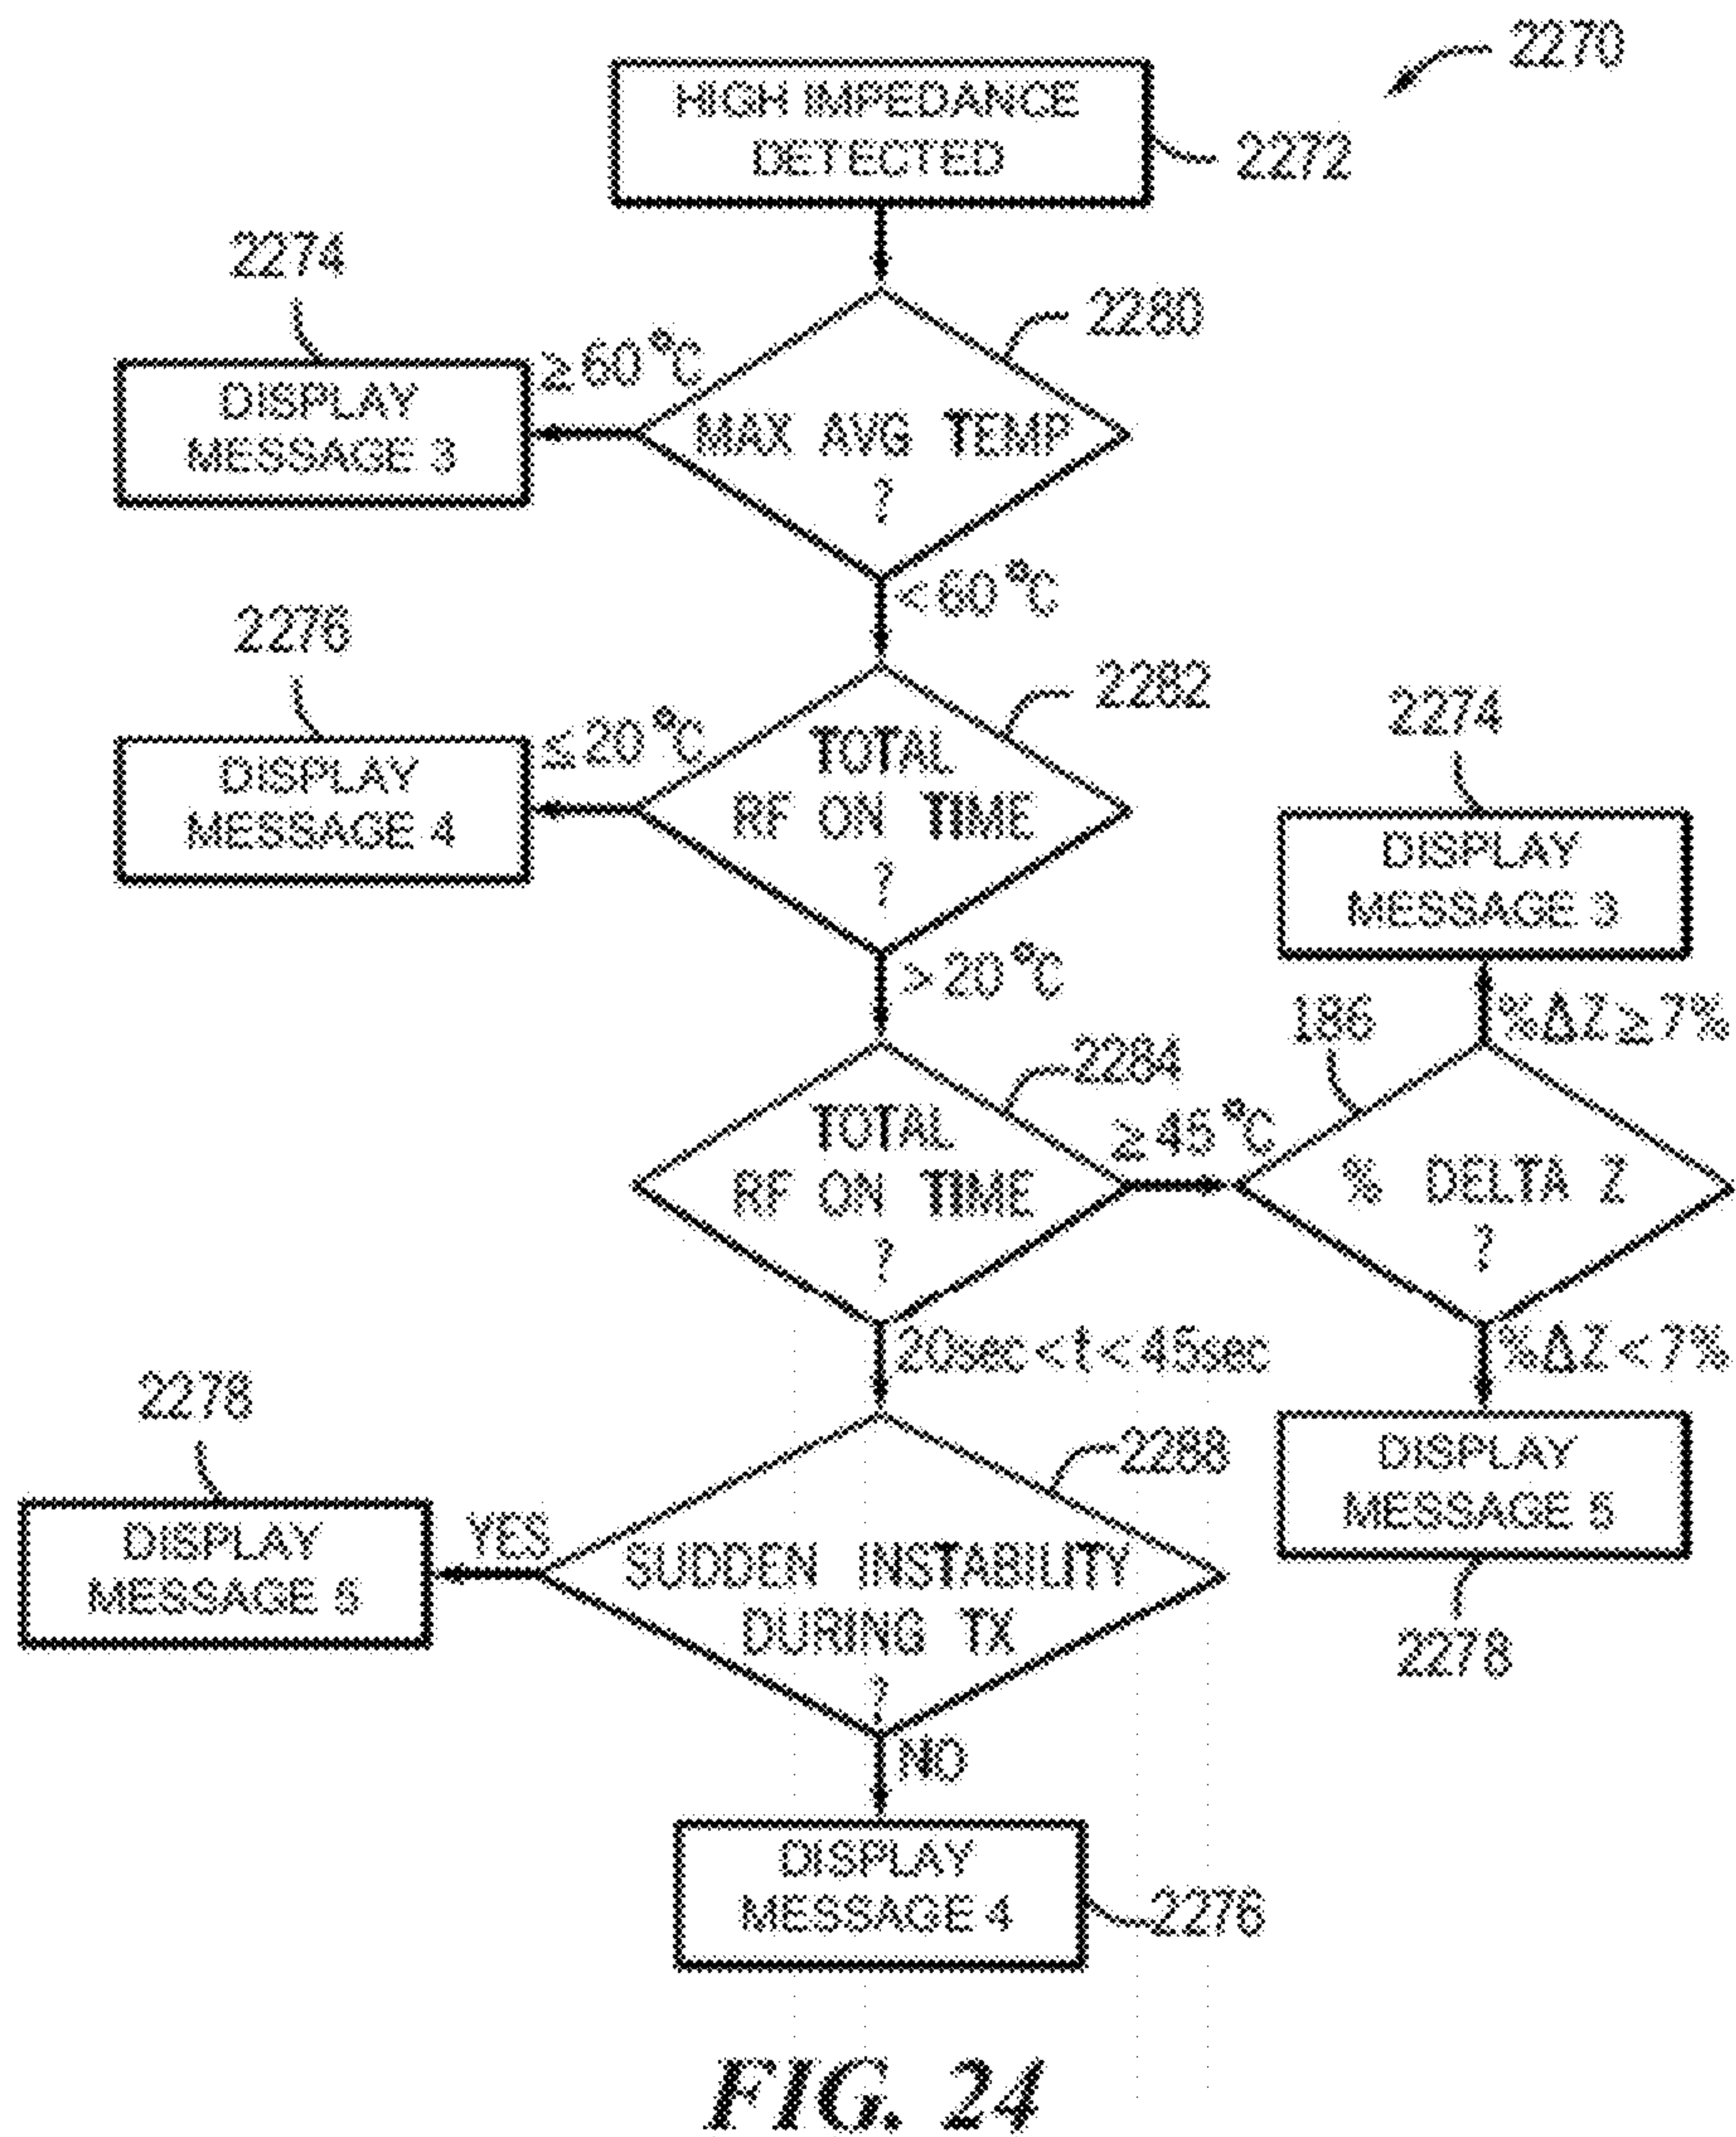 2270
HIGH IMPEDANCE
DETECTED
2272
2274
2280
≥60°C
DISPLAY
MESSAGE 3
MAX AVG TEMP
?
<60°C
2276
2282
≤20°C
DISPLAY
MESSAGE 4
TOTAL
RF ON TIME
?
2274
DISPLAY
MESSAGE 3
>20°C
186
%ΔZ≥7%
2284
≥45°C
TOTAL
RF ON TIME
?
% DELTA Z
?
20sec<t<45sec
%ΔZ<7%
2278
2288
DISPLAY
MESSAGE 5
YES
DISPLAY
MESSAGE 5
SUDDEN INSTABILITY
DURING TX
?
2278
NO
DISPLAY
MESSAGE 4
2276
FIG. 24